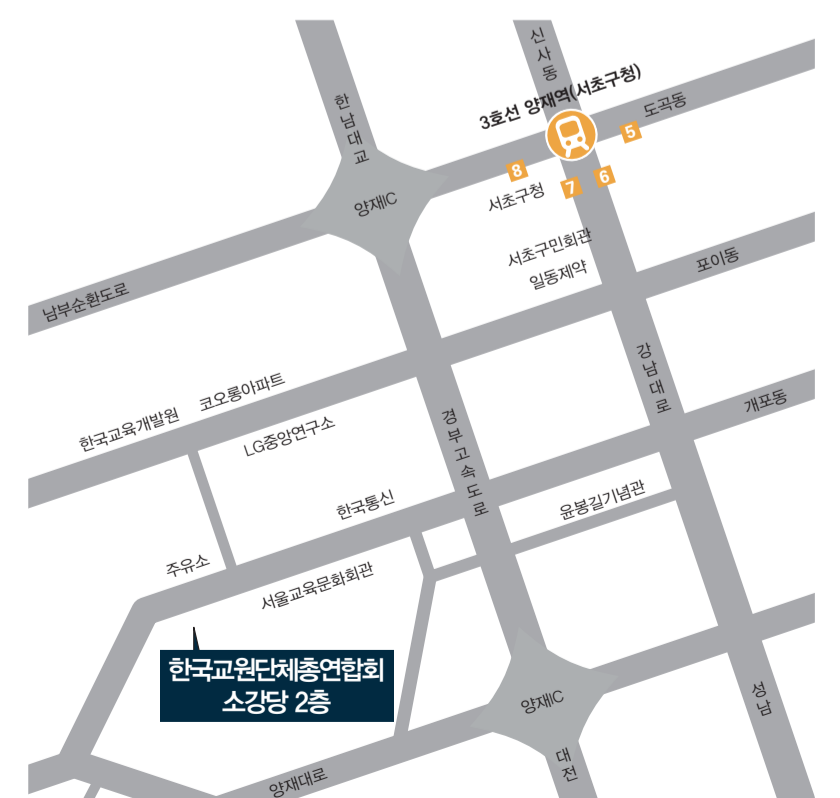 신사동
한남대교
3호선 양재역(서초구청)
도곡동
5
8
7
6
양재IC
서초구청
서초구민회관
일동제약
포이동
남부순환도로
강남대로
코오롱아파트
한국교육개발원
LG중앙연구소
개포동
경부고속도로
한국통신
윤봉길기념관
주유소
서울교육문화회관
한국교원단체총연합회
소강당 2층
양재IC
성남
대전
양재대로